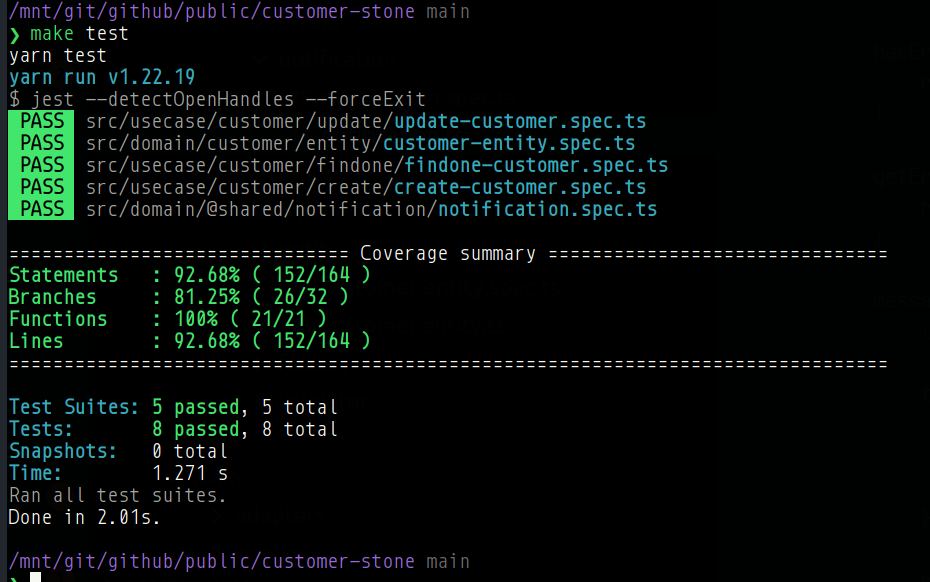 /mnt/git/github/public/customer-stone main
❯ make test
yarn test
yarn run v1.22.19
$ jest --detectOpenHandles --forceExit
PASS src/usecase/customer/update/update-customer.spec.ts
PASS src/domain/customer/entity/customer-entity.spec.ts
PASS src/usecase/customer/findone/findone-customer.spec.ts
PASS src/usecase/customer/create/create-customer.spec.ts
PASS src/domain/@shared/notification/notification.spec.ts
=============================== Coverage summary ===============================
Statements   : 92.68% ( 152/164 )
Branches     : 81.25% ( 26/32 )
Functions    : 100% ( 21/21 )
Lines        : 92.68% ( 152/164 )
================================================================================
Test Suites: 5 passed, 5 total
Tests:       8 passed, 8 total
Snapshots:   0 total
Time:        1.271 s
Ran all test suites.
Done in 2.01s.
/mnt/git/github/public/customer-stone main
❯